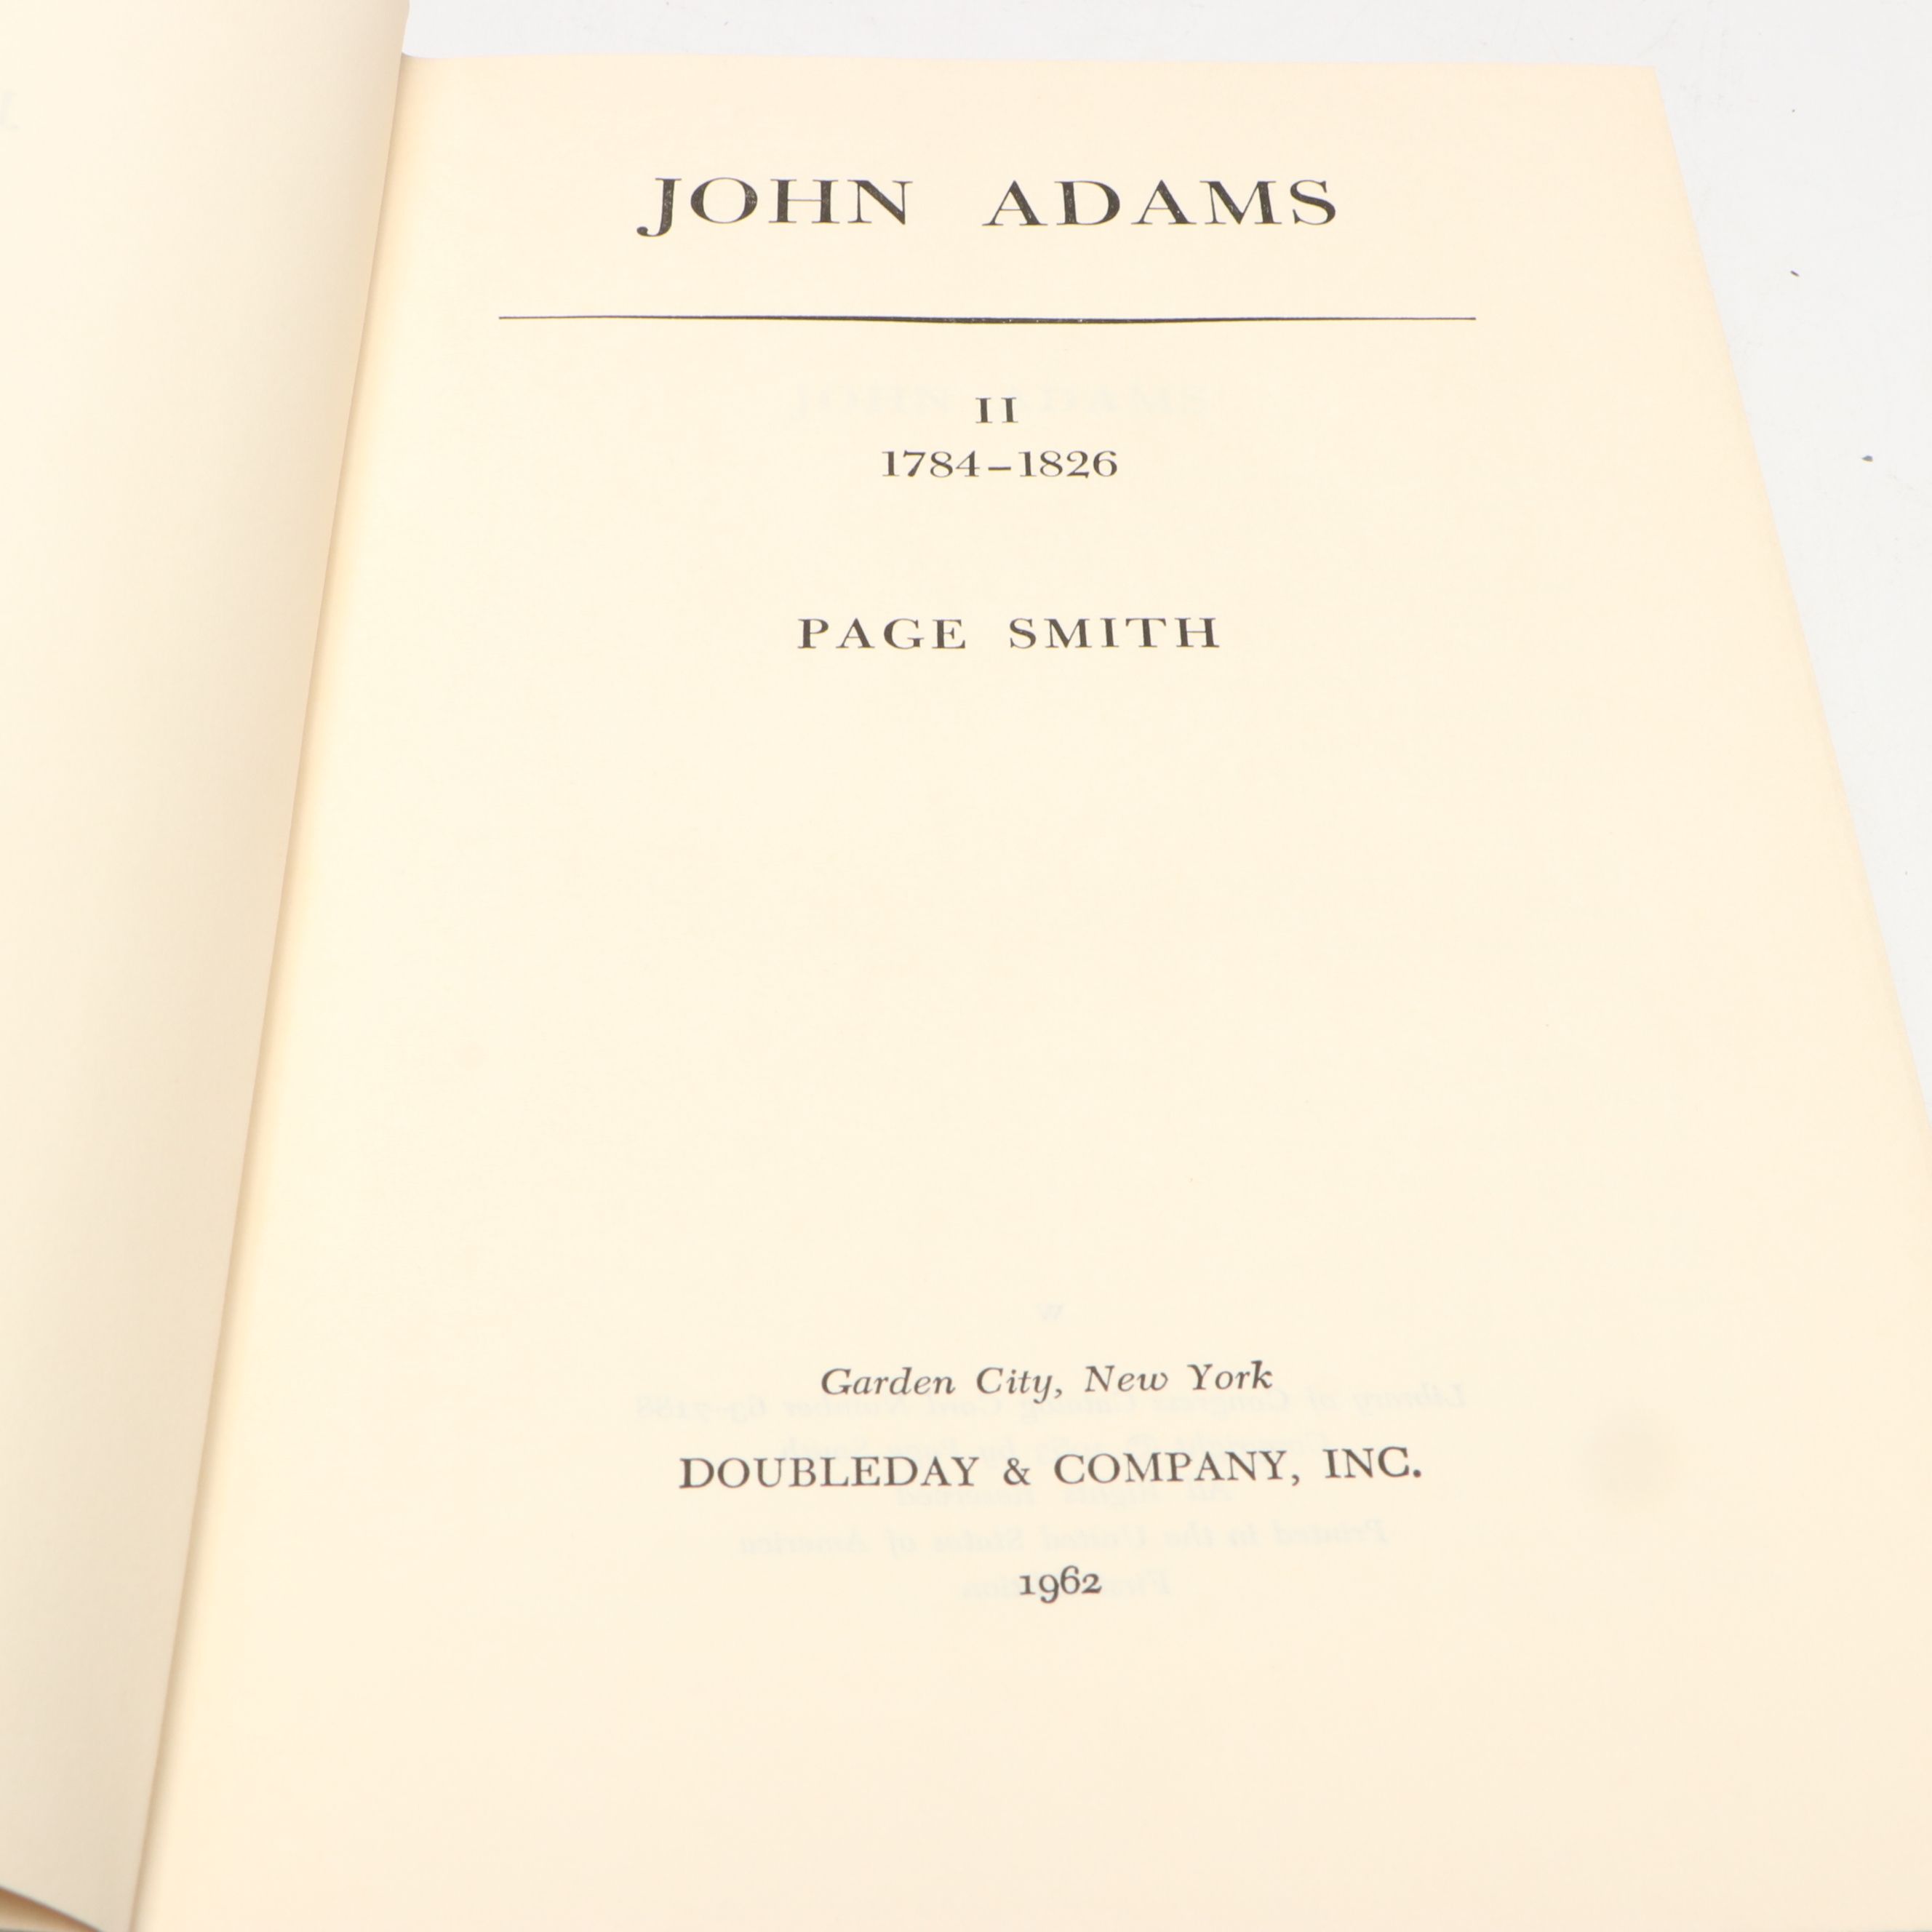 JOHN ADAMS
II
1784–1826
PAGE SMITH
Garden City, New York
DOUBLEDAY & COMPANY, INC.
1962